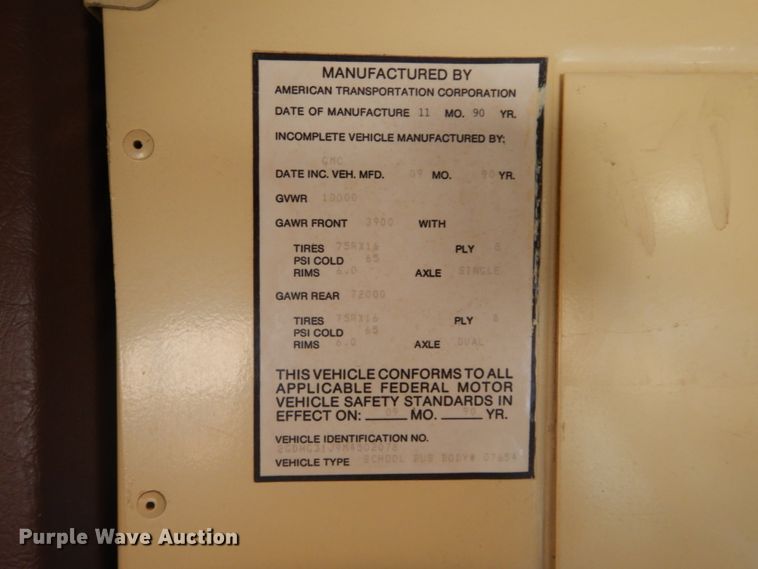 MANUFACTURED BY
AMERICAN TRANSPORTATION CORPORATION
DATE OF MANUFACTURE 11 MO. 90 YR.
INCOMPLETE VEHICLE MANUFACTURED BY:
GMC
DATE INC. VEH. MFD. 09 MO. 90 YR.
GVWR 10000
GAWR FRONT 3900 WITH
TIRES 75RX16 PLY 8
PSI COLD 65
RIMS 6.0 AXLE SINGLE
GAWR REAR 72000
TIRES 75RX16 PLY 8
PSI COLD 65
RIMS 6.0 AXLE DUAL
THIS VEHICLE CONFORMS TO ALL
APPLICABLE FEDERAL MOTOR
VEHICLE SAFETY STANDARDS IN
EFFECT ON: 09 MO. 90 YR.
VEHICLE IDENTIFICATION NO.
VEHICLE TYPE SCHOOL BUS BODY#
Purple Wave Auction